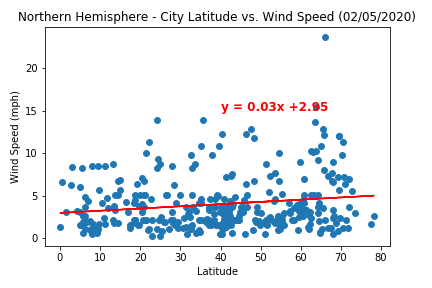 Northern Hemisphere - City Latitude vs. Wind Speed (02/05/2020)
20
15
10
5
0
Wind Speed (mph)
y = 0.03x +2.95
0 10 20 30 40 50 60 70 80
Latitude